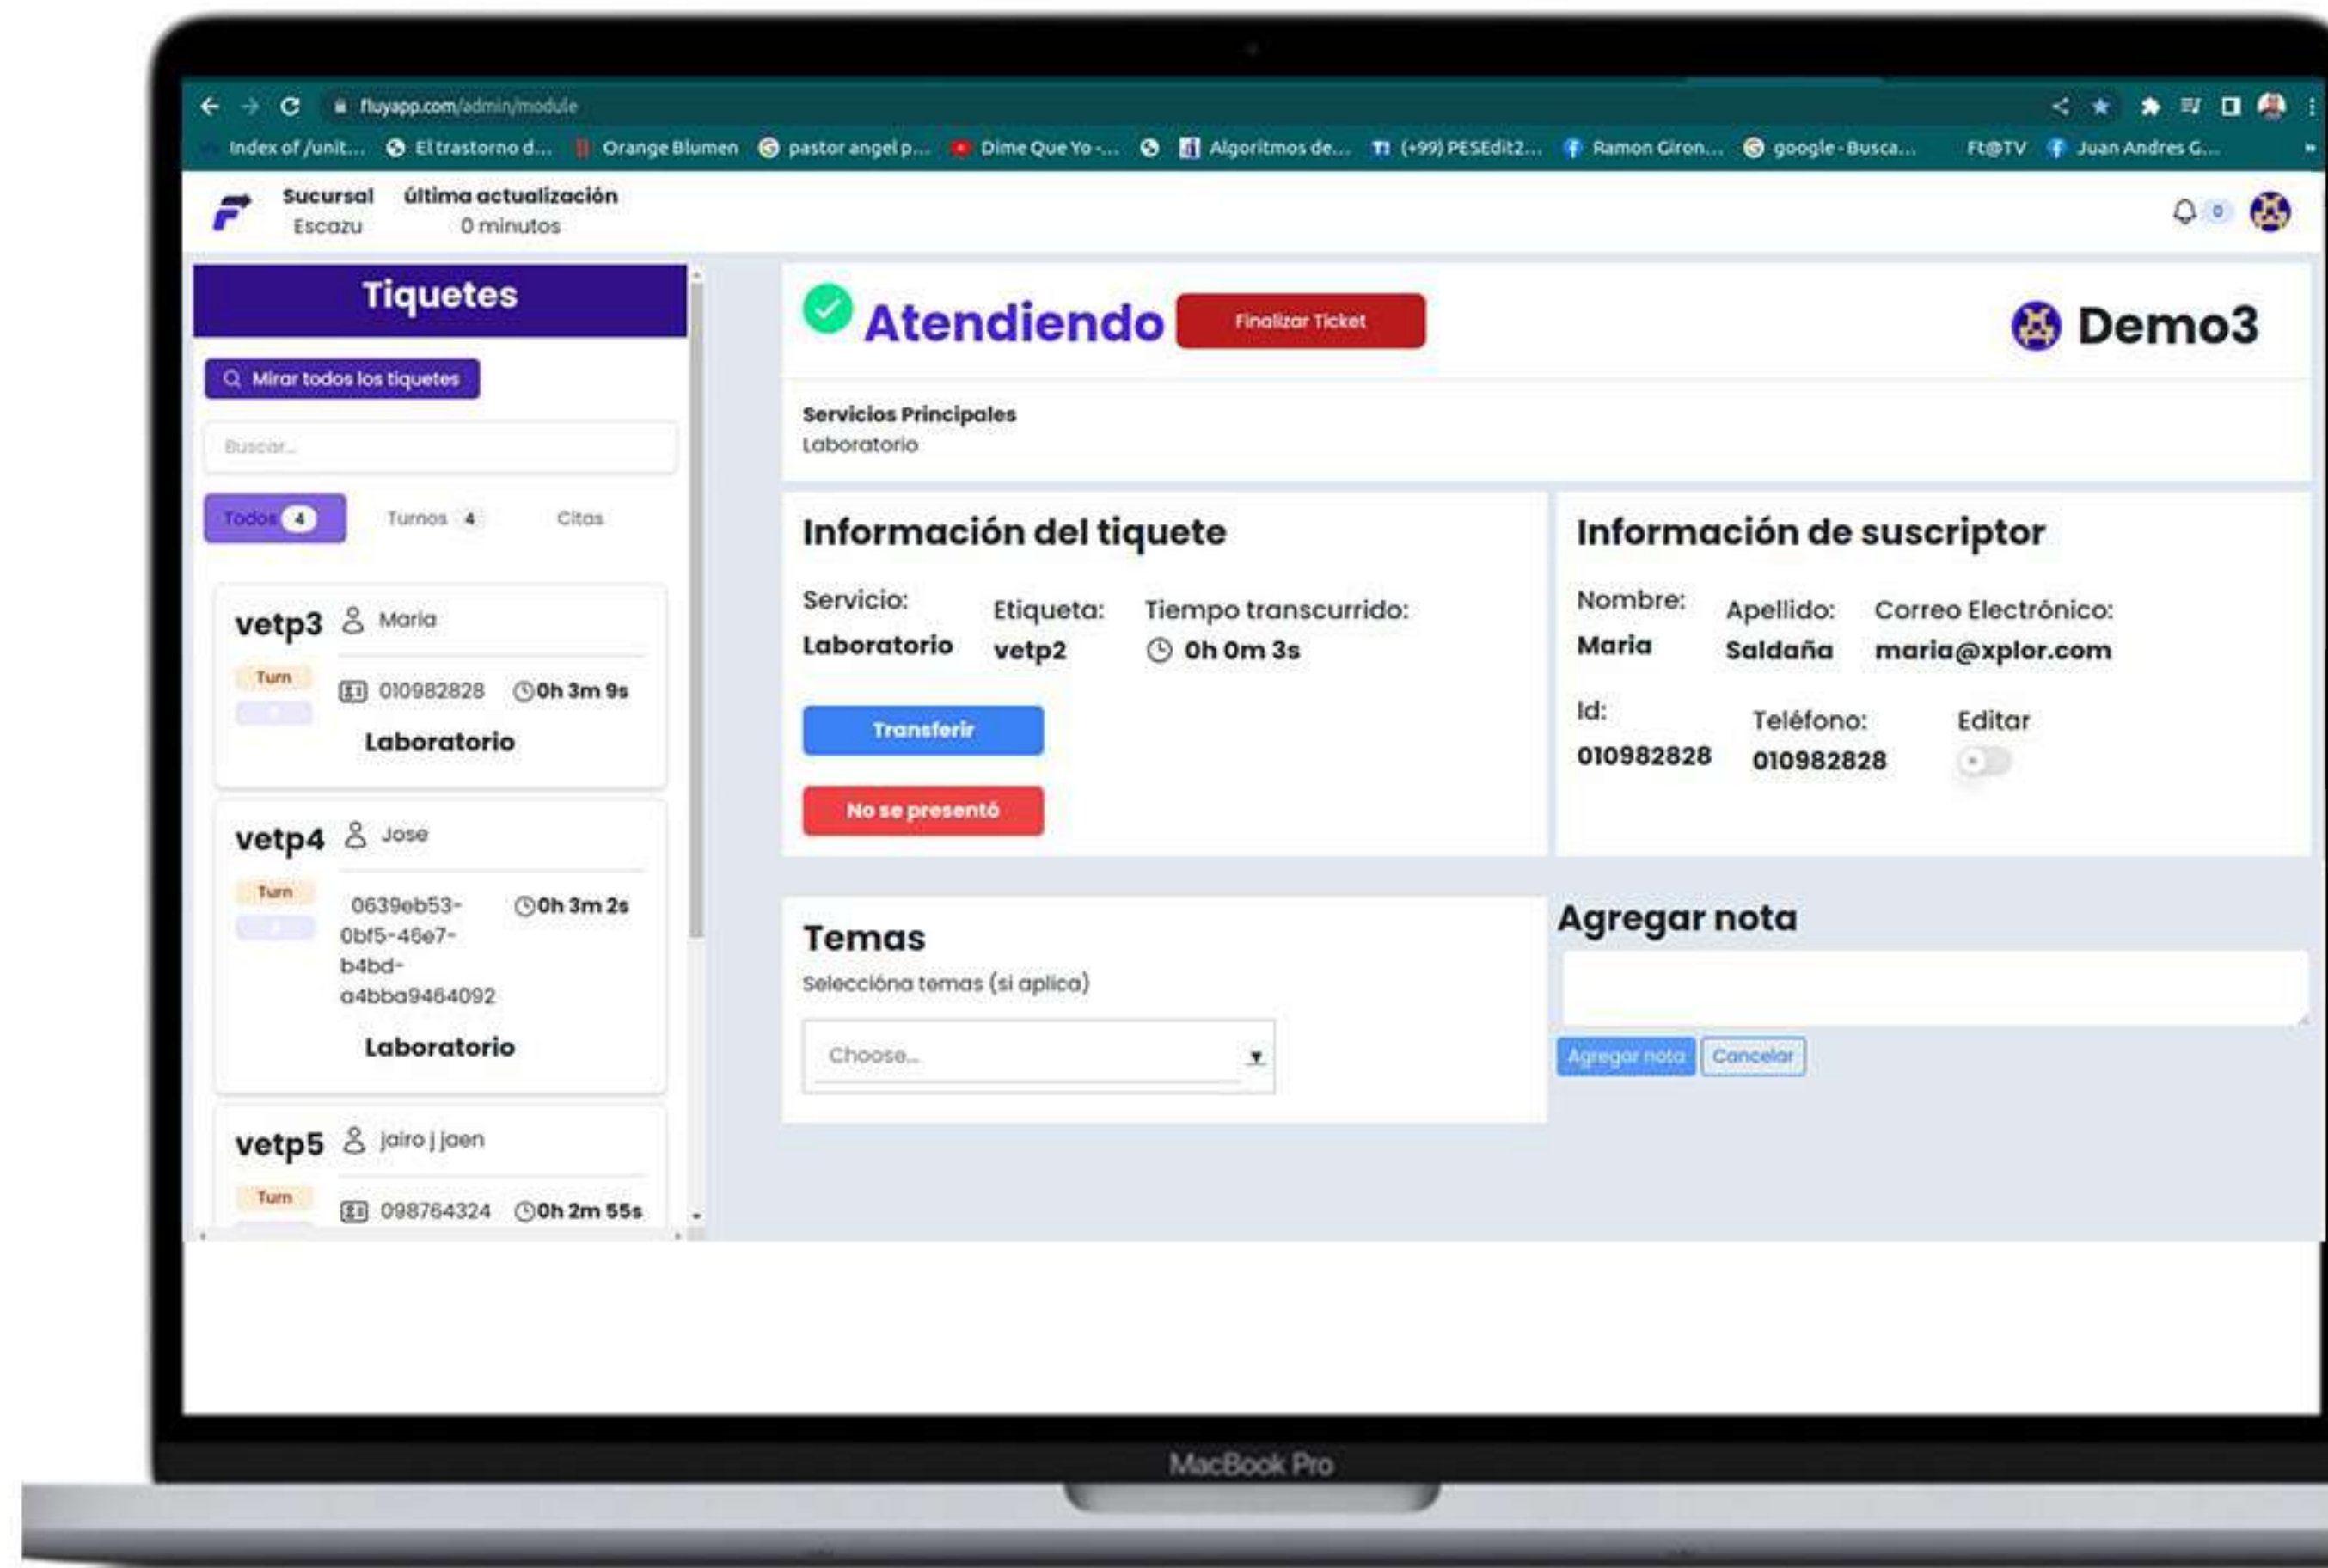 fluyapp.com/admin/module
Index of /unit... El trastorno d... Orange Blumen pastor angel p... Dime Que Yo -... Algoritmos de... (+99) PESEdit2... Ramon Giron... google - Busca... Ft@TV Juan Andres G...
Sucursal última actualización
Escazu 0 minutos
0
Tiquetes
Mirar todos los tiquetes
Buscar...
Todos 4 Turnos 4 Citas
vetp3 Maria
Turn
010982828 0h 3m 9s
Laboratorio
vetp4 Jose
Turn
0639eb53- 0h 3m 2s
0bf5-46e7-
b4bd-
a4bba9464092
Laboratorio
vetp5 jairo j jaen
Turn
098764324 0h 2m 55s
Atendiendo Finalizar Ticket Demo3
Servicios Principales
Laboratorio
Información del tiquete
Servicio: Etiqueta: Tiempo transcurrido:
Laboratorio vetp2 0h 0m 3s
Transferir
No se presentó
Información de suscriptor
Nombre: Apellido: Correo Electrónico:
Maria Saldaña maria@xplor.com
Id: Teléfono: Editar
010982828 010982828
Temas
Seleccióna temas (si aplica)
Choose...
Agregar nota
Agregar nota Cancelar
MacBook Pro